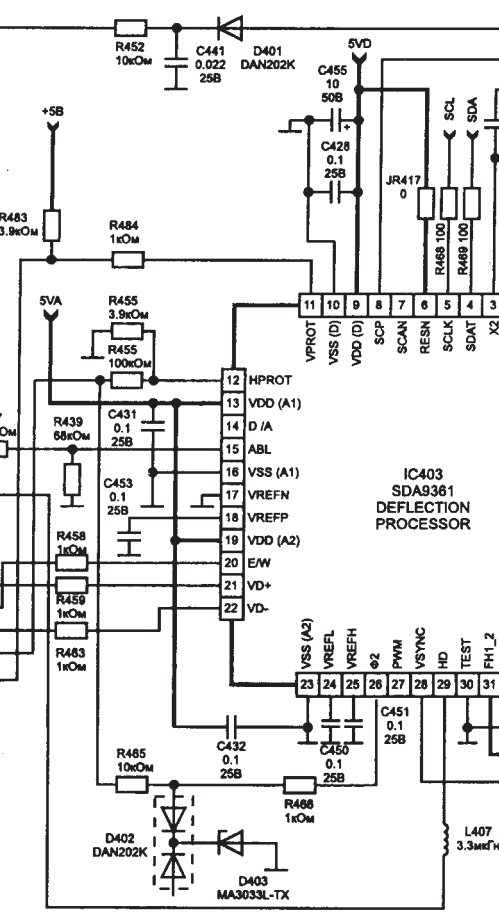 R452
10кОм
C441
0.022
25В
D401
DAN202K
5VD
C455
10
50В
+
C428
0.1
25В
JR417
0
SCL
SDA
R468 100
R469 100
+5В
R483
3.9кОм
R484
1кОм
5VA
R455
3.9кОм
R455
100кОм
11
10
9
8
7
6
5
4
3
VPROT
VSS (D)
VDD (D)
SCP
SCAN
RESN
SCLK
SDAT
X2
12 HPROT
13 VDD (A1)
14 D /A
15 ABL
16 VSS (A1)
17 VREFN
18 VREFP
19 VDD (A2)
20 E/W
21 VD+
22 VD-
C431
0.1
25В
Ом
R439
68кОм
C453
0.1
25В
IC403
SDA9361
DEFLECTION
PROCESSOR
R458
1кОм
R459
1кОм
R463
1кОм
VSS (A2)
VREFL
VREFH
Φ2
PWM
VSYNC
HD
TEST
FH1_2
23
24
25
26
27
28
29
30
31
C432
0.1
25В
C450
0.1
25В
C451
0.1
25В
R465
10кОм
R466
1кОм
D402
DAN202K
D403
MA3033L-TX
L407
3.3мкГн